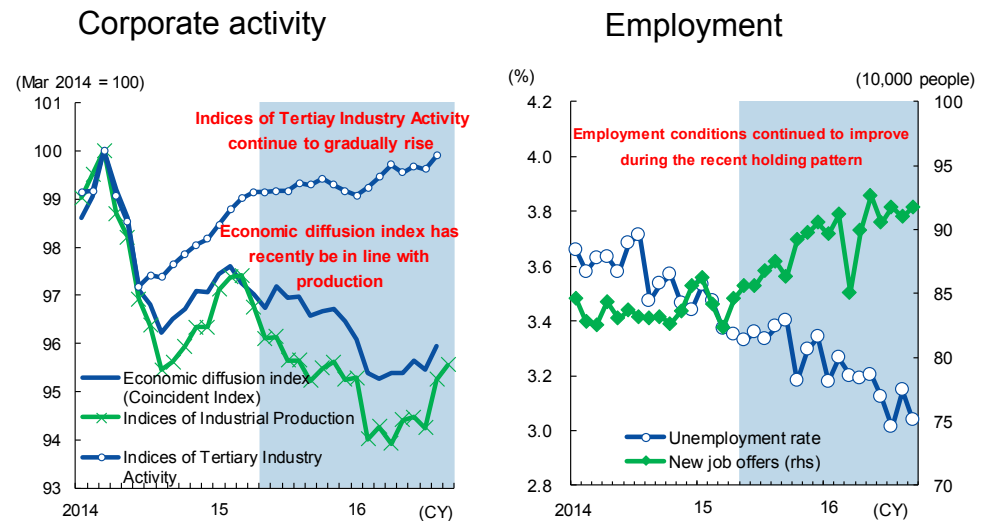 Corporate activity
(Mar 2014 = 100)
101
100
99
98
97
96
95
94
93
Indices of Tertiay Industry Activity
continue to gradually rise
Economic diffusion index has
recently be in line with
production
Economic diffusion index
(Coincident Index)
Indices of Industrial Production
Indices of Tertiary Industry
Activity
2014
15
16
(CY)
Employment
(%)
(10,000 people)
4.2
4.0
3.8
3.6
3.4
3.2
3.0
2.8
100
95
90
85
80
75
70
Employment conditions continued to improve
during the recent holding pattern
Unemployment rate
New job offers (rhs)
2014
15
16
(CY)